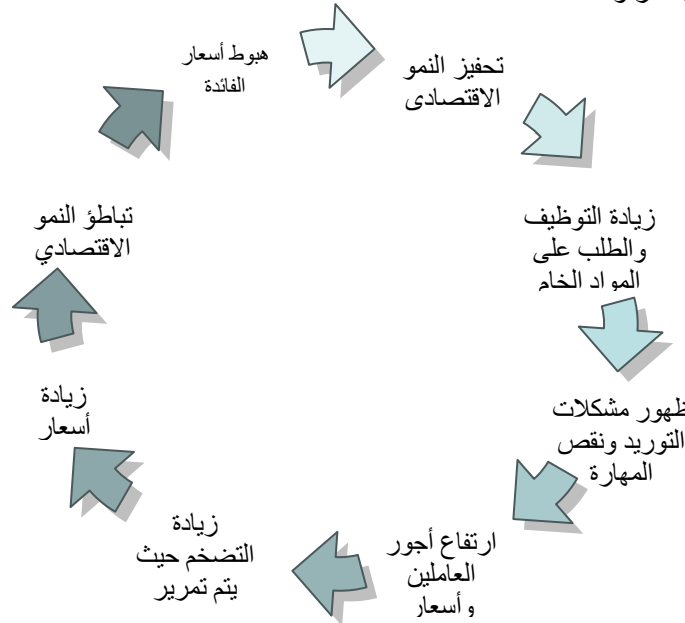 هبوط أسعار
الفائدة
تحفيز النمو
الاقتصادى
زيادة التوظيف
والطلب على
المواد الخام
ظهور مشكلات
التوريد ونقص
المهارة
ارتفاع أجور
العاملين
وأسعار
زيادة
التضخم حيث
يتم تمرير
زيادة
أسعار
تباطؤ النمو
الاقتصادي